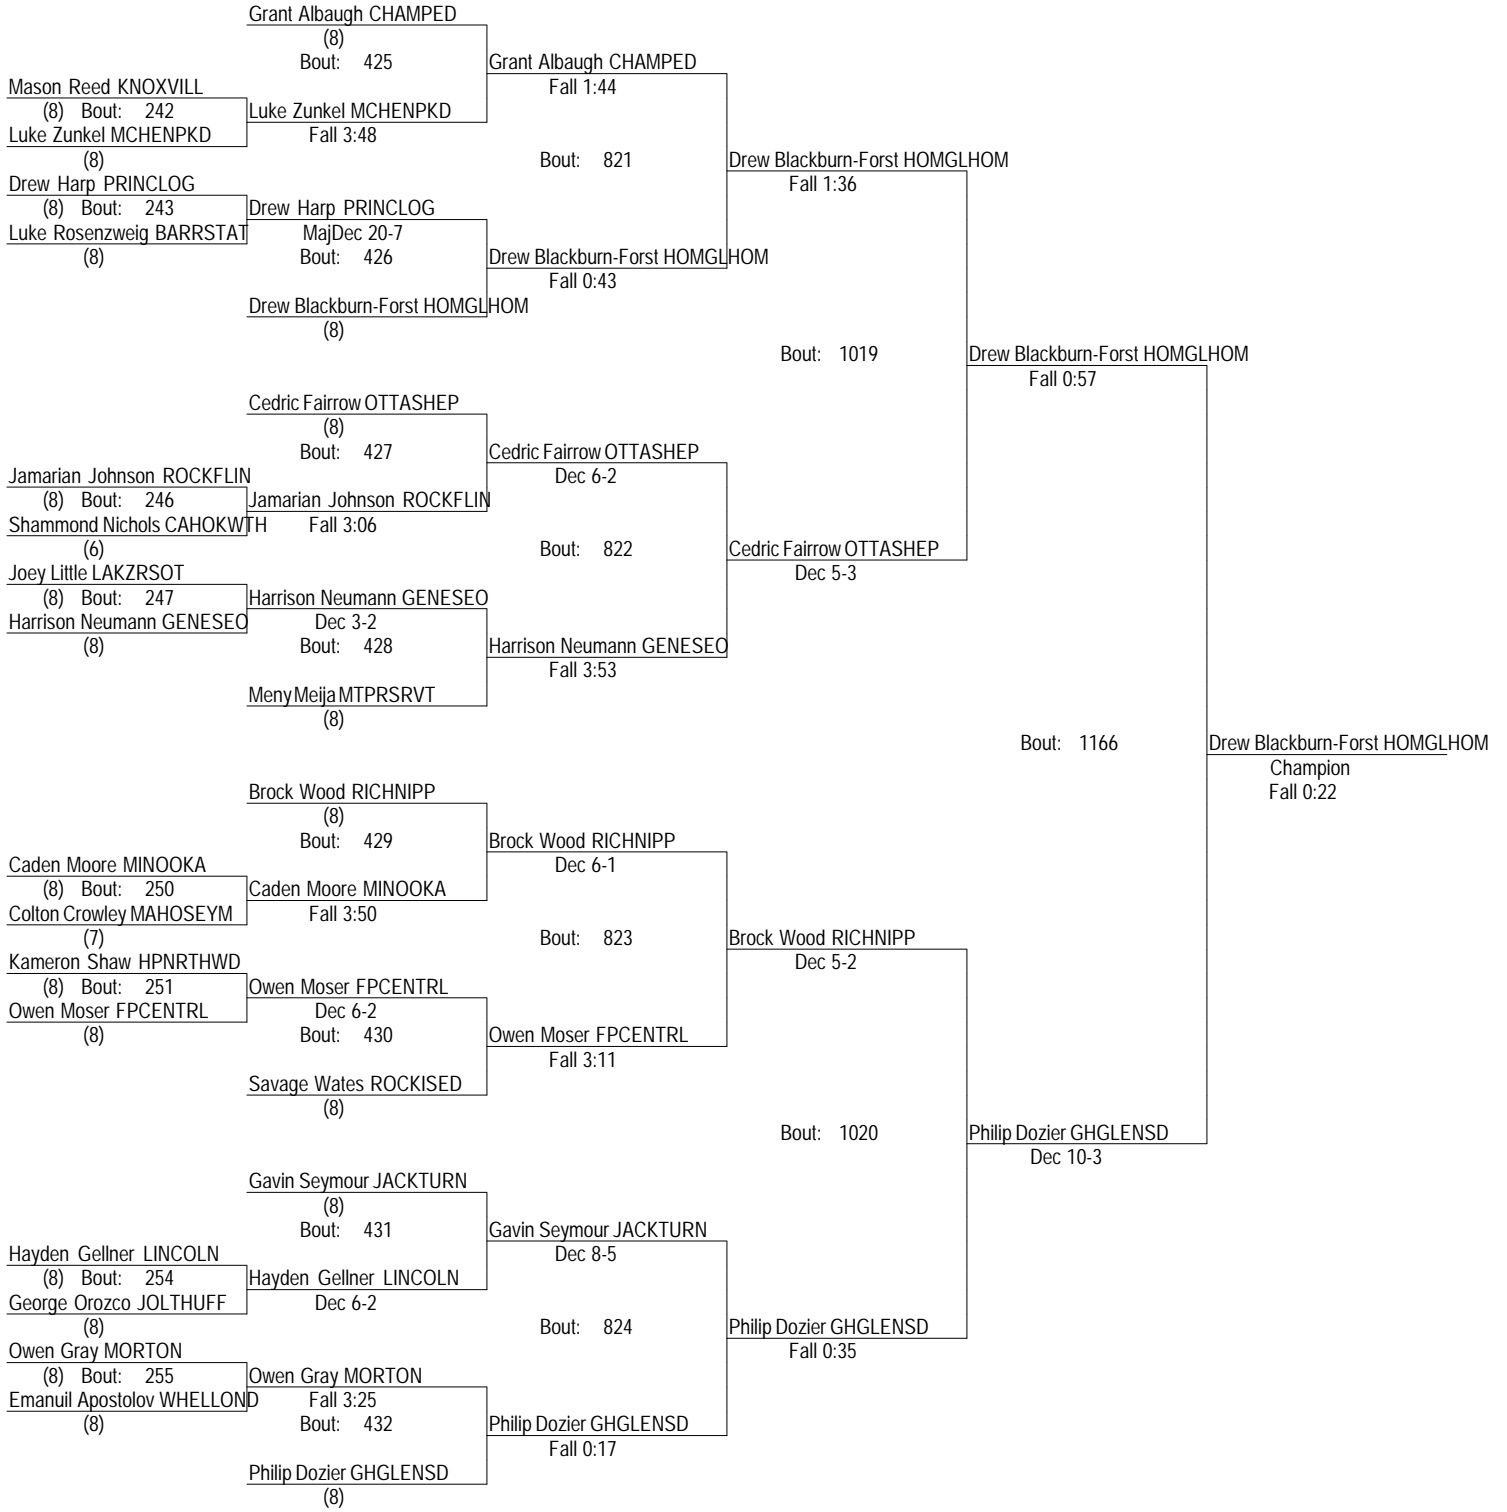 Grant Albaugh CHAMPED
(8)
Bout: 425 Grant Albaugh CHAMPED
Mason Reed KNOXVILL Fall 1:44
(8) Bout: 242 Luke Zunkel MCHENPKD
Luke Zunkel MCHENPKD Fall 3:48
(8) Bout: 821 Drew Blackburn-Forst HOMGLHOM
Drew Harp PRINCLOG Fall 1:36
(8) Bout: 243 Drew Harp PRINCLOG
Luke Rosenzweig BARRSTAT MajDec 20-7
(8) Bout: 426 Drew Blackburn-Forst HOMGLHOM
Fall 0:43
Drew Blackburn-Forst HOMGLHOM
(8)
Bout: 1019 Drew Blackburn-Forst HOMGLHOM
Fall 0:57
Cedric Fairrow OTTASHEP
(8)
Bout: 427 Cedric Fairrow OTTASHEP
Jamarian Johnson ROCKFLIN Dec 6-2
(8) Bout: 246 Jamarian Johnson ROCKFLIN
Shammond Nichols CAHOKWTH Fall 3:06
(6) Bout: 822 Cedric Fairrow OTTASHEP
Joey Little LAKZRSOT Dec 5-3
(8) Bout: 247 Harrison Neumann GENESEO
Harrison Neumann GENESEO Dec 3-2
(8) Bout: 428 Harrison Neumann GENESEO
Fall 3:53
Meny Meija MTPRSRVT
(8)
Bout: 1166 Drew Blackburn-Forst HOMGLHOM
Champion
Brock Wood RICHNIPP Fall 0:22
(8)
Bout: 429 Brock Wood RICHNIPP
Caden Moore MINOOKA Dec 6-1
(8) Bout: 250 Caden Moore MINOOKA
Colton Crowley MAHOSEYM Fall 3:50
(7) Bout: 823 Brock Wood RICHNIPP
Kameron Shaw HPNRTHWD Dec 5-2
(8) Bout: 251 Owen Moser FPCENTRL
Owen Moser FPCENTRL Dec 6-2
(8) Bout: 430 Owen Moser FPCENTRL
Fall 3:11
Savage Wates ROCKISED
(8)
Bout: 1020 Philip Dozier GHGLENSD
Dec 10-3
Gavin Seymour JACKTURN
(8)
Bout: 431 Gavin Seymour JACKTURN
Hayden Gellner LINCOLN Dec 8-5
(8) Bout: 254 Hayden Gellner LINCOLN
George Orozco JOLTHUFF Dec 6-2
(8) Bout: 824 Philip Dozier GHGLENSD
Owen Gray MORTON Fall 0:35
(8) Bout: 255 Owen Gray MORTON
Emanuil Apostolov WHELLOND Fall 3:25
(8) Bout: 432 Philip Dozier GHGLENSD
Fall 0:17
Philip Dozier GHGLENSD
(8)